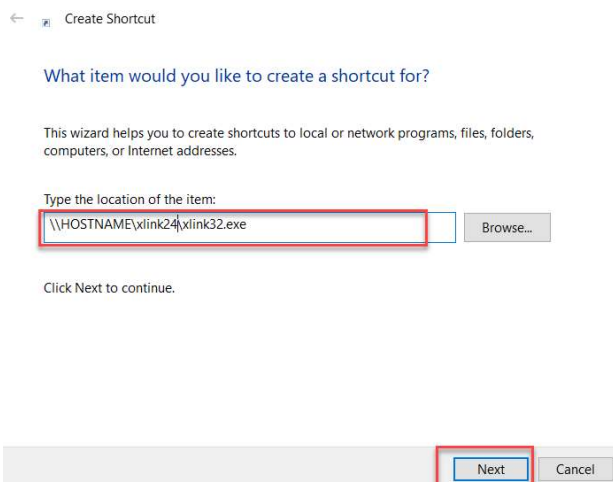 Create Shortcut
What item would you like to create a shortcut for?
This wizard helps you to create shortcuts to local or network programs, files, folders,
computers, or Internet addresses.
Type the location of the item:
\\HOSTNAME\xlink24\xlink32.exe
Browse...
Click Next to continue.
Next Cancel